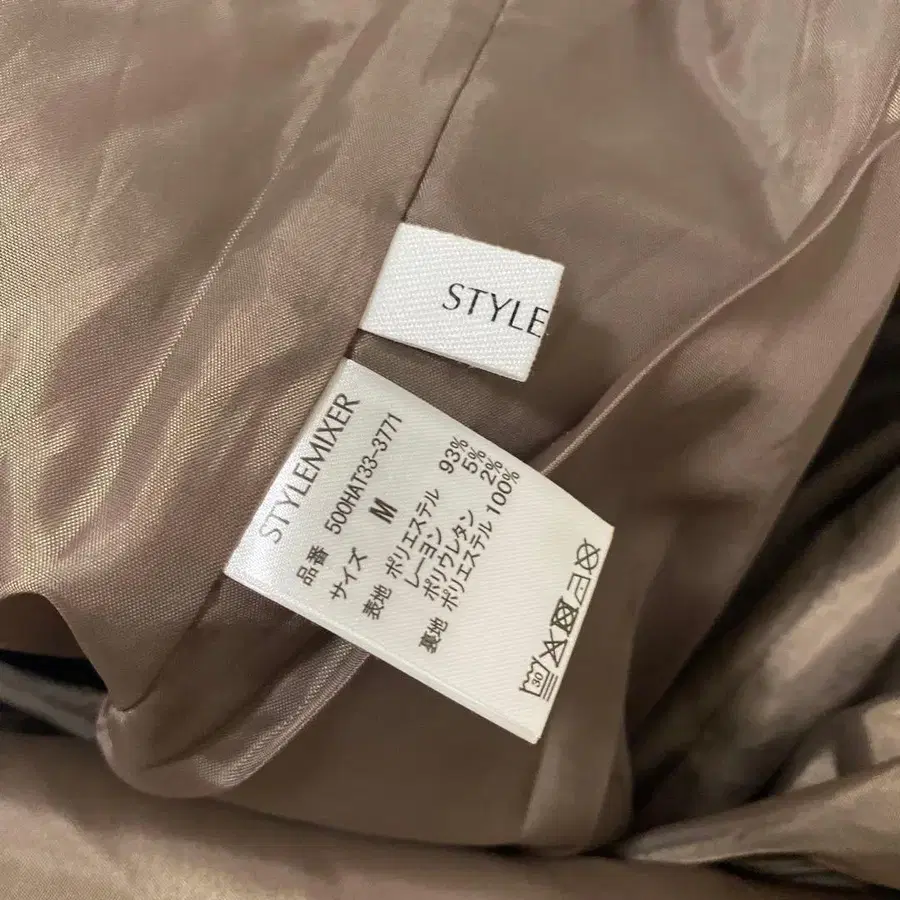 STYLE
STYLEMIXER
品番 500HAT33-3771
サイズ M
表地 ポリエステル 93%
レーヨン 5%
ポリウレタン 2%
裏地 ポリエステル 100%
30